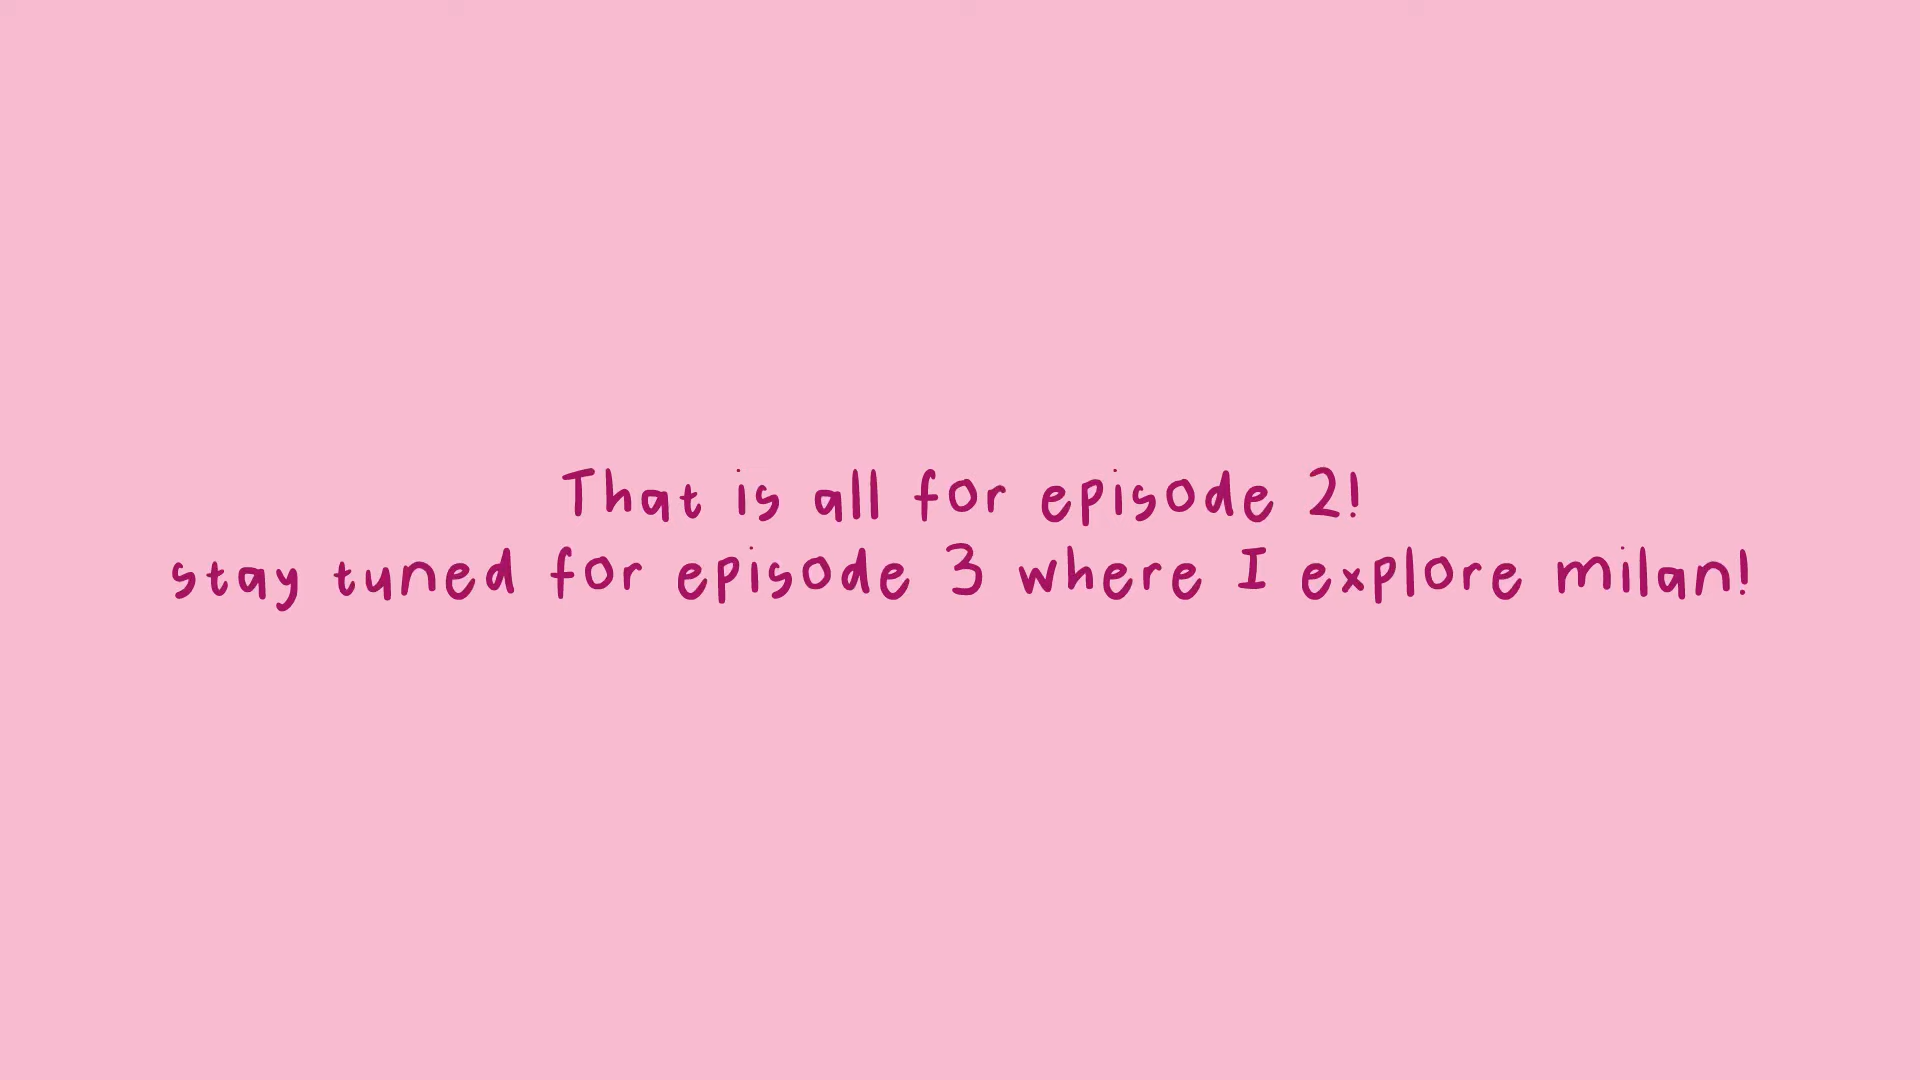 That is all for episode 2!
stay tuned for episode 3 where I explore milan!